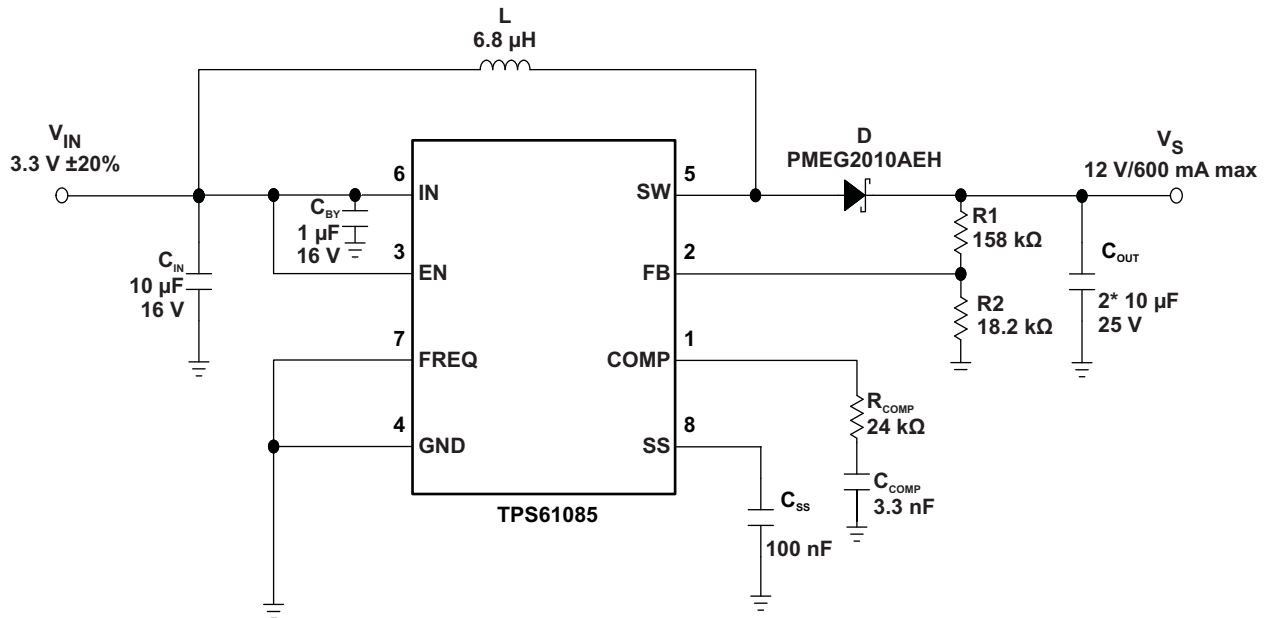 L
6.8 µH
V_IN
3.3 V ±20%
D
PMEG2010AEH
V_S
12 V/600 mA max
6
IN
SW
5
C_BY
1 µF
16 V
R1
158 kΩ
C_IN
10 µF
16 V
3
EN
FB
2
C_OUT
2* 10 µF
25 V
R2
18.2 kΩ
7
FREQ
COMP
1
R_COMP
24 kΩ
4
GND
SS
8
C_COMP
3.3 nF
C_SS
100 nF
TPS61085